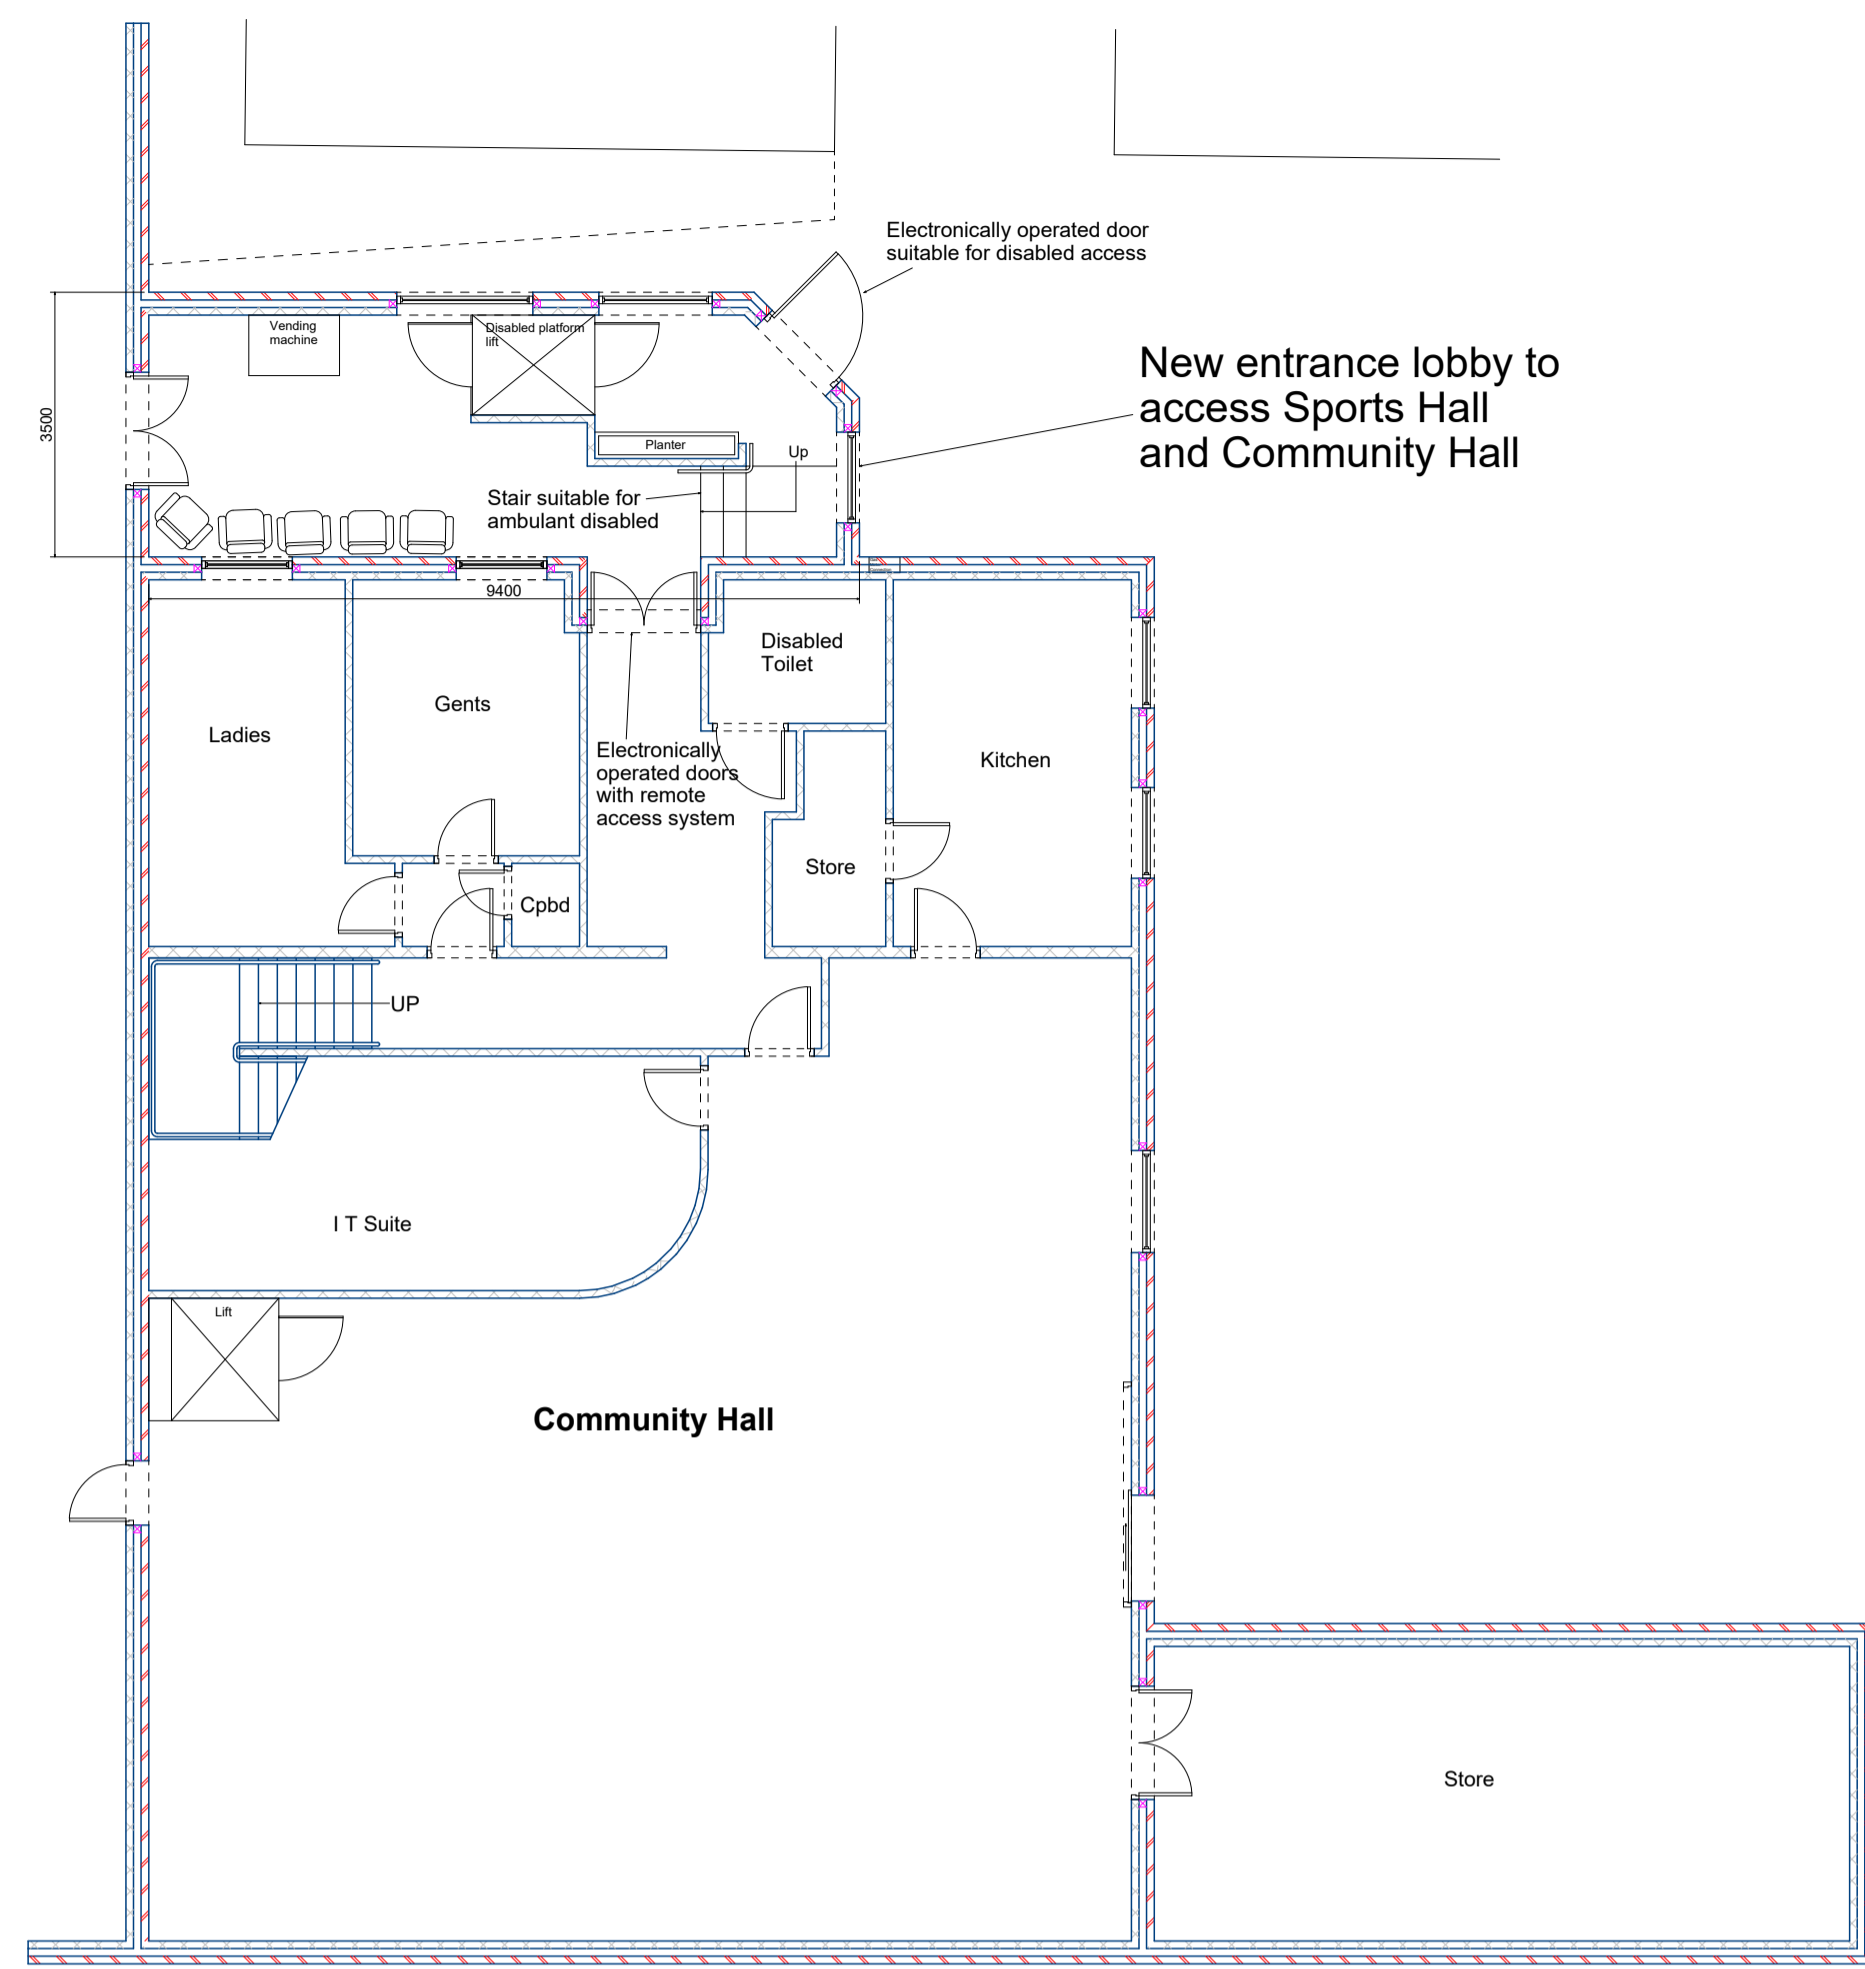 Electronically operated door
suitable for disabled access
Vending
machine
Disabled platform
lift
New entrance lobby to
access Sports Hall
and Community Hall
3500
Planter
Up
Stair suitable for
ambulant disabled
9400
Disabled
Toilet
Gents
Ladies
Electronically
operated doors
with remote
access system
Kitchen
Store
Cpbd
UP
I T Suite
Lift
Community Hall
Store